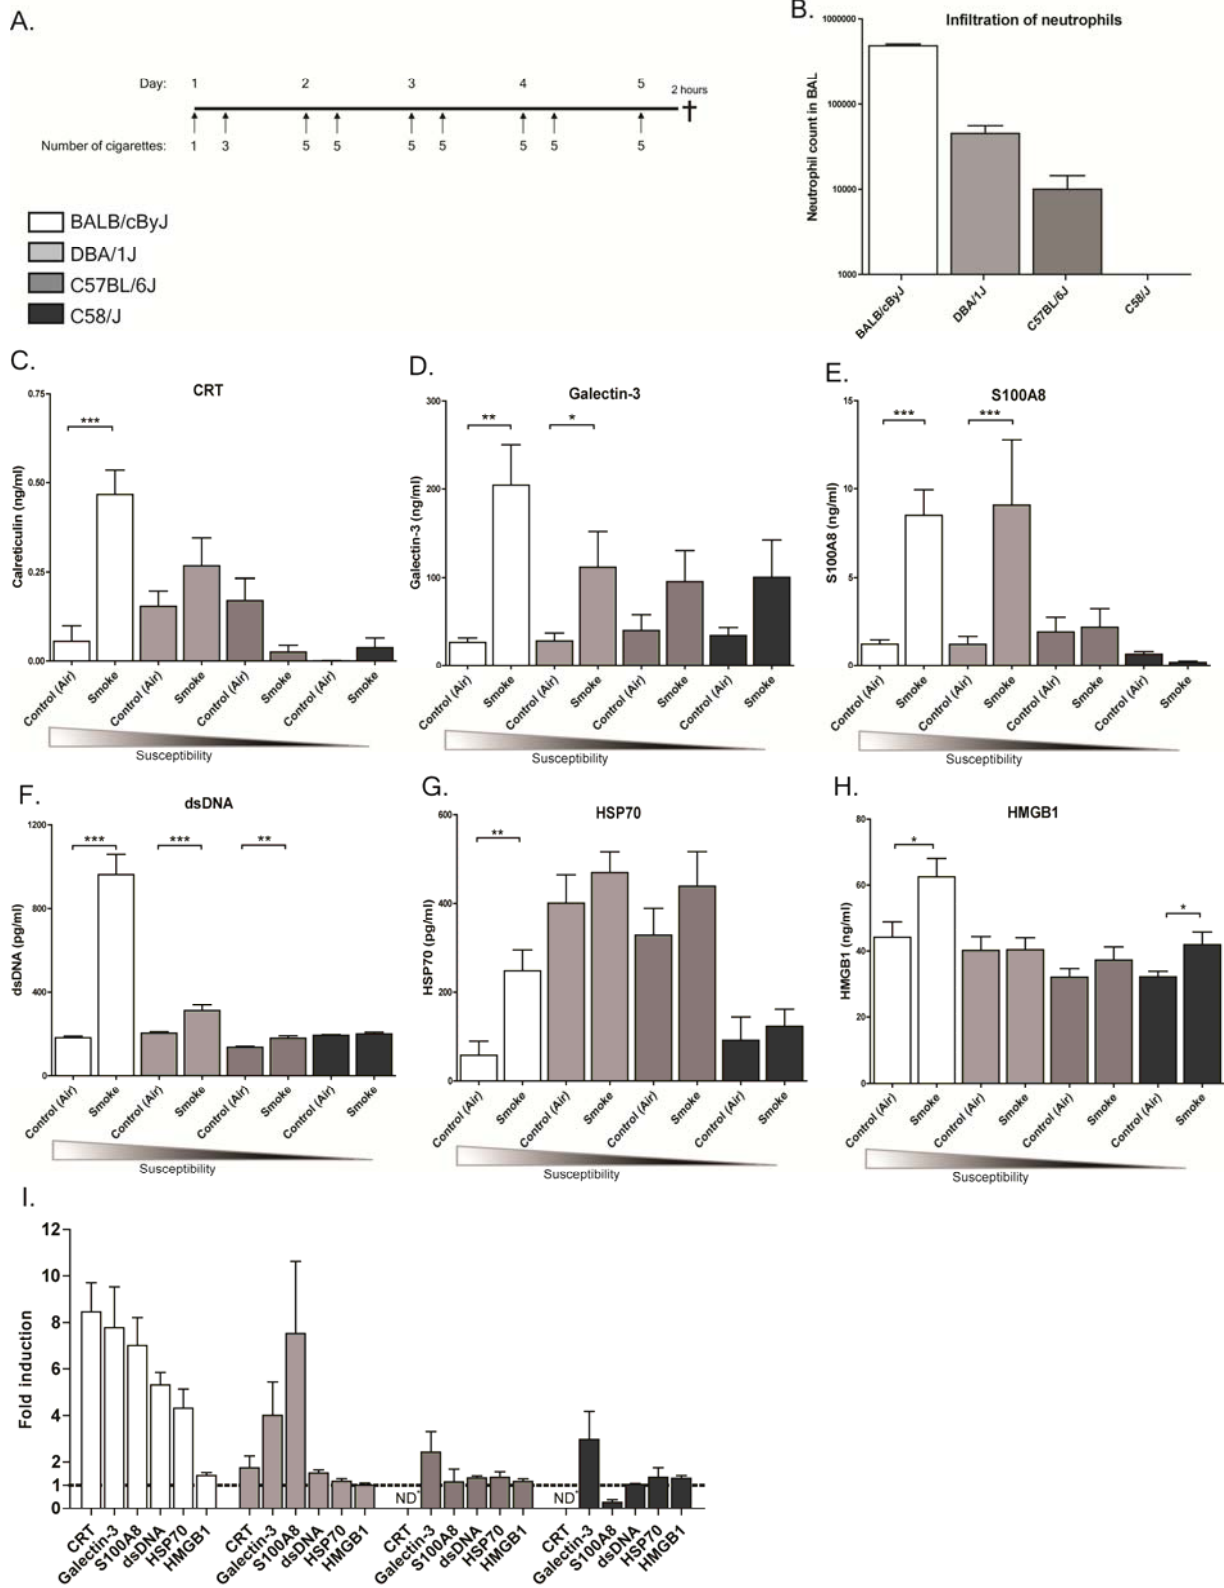 A.
Day: 1 2 3 4 5
2 hours
Number of cigarettes: 1 3 5 5 5 5 5 5 5
BALB/cByJ
DBA/1J
C57BL/6J
C58/J
B.
Infiltration of neutrophils
Neutrophil count in BAL
1000000
100000
10000
1000
BALB/cByJ DBA/1J C57BL/6J C58/J
C.
CRT
Calreticulin (ng/ml)
0.75
0.50
0.25
0.00
***
Control (Air) Smoke Control (Air) Smoke Control (Air) Smoke Control (Air) Smoke
Susceptibility
D.
Galectin-3
Galectin-3 (ng/ml)
300
200
100
0
** *
Control (Air) Smoke Control (Air) Smoke Control (Air) Smoke Control (Air) Smoke
Susceptibility
E.
S100A8
S100A8 (ng/ml)
15
10
5
0
*** ***
Control (Air) Smoke Control (Air) Smoke Control (Air) Smoke Control (Air) Smoke
Susceptibility
F.
dsDNA
dsDNA (pg/ml)
1200
800
400
0
*** *** **
Control (Air) Smoke Control (Air) Smoke Control (Air) Smoke Control (Air) Smoke
Susceptibility
G.
HSP70
HSP70 (pg/ml)
600
400
200
0
**
Control (Air) Smoke Control (Air) Smoke Control (Air) Smoke Control (Air) Smoke
Susceptibility
H.
HMGB1
HMGB1 (ng/ml)
80
60
40
20
0
* *
Control (Air) Smoke Control (Air) Smoke Control (Air) Smoke Control (Air) Smoke
Susceptibility
I.
Fold induction
12
10
8
6
4
2
1
0
ND* ND*
CRT Galectin-3 S100A8 dsDNA HSP70 HMGB1 CRT Galectin-3 S100A8 dsDNA HSP70 HMGB1 CRT Galectin-3 S100A8 dsDNA HSP70 HMGB1 CRT Galectin-3 S100A8 dsDNA HSP70 HMGB1